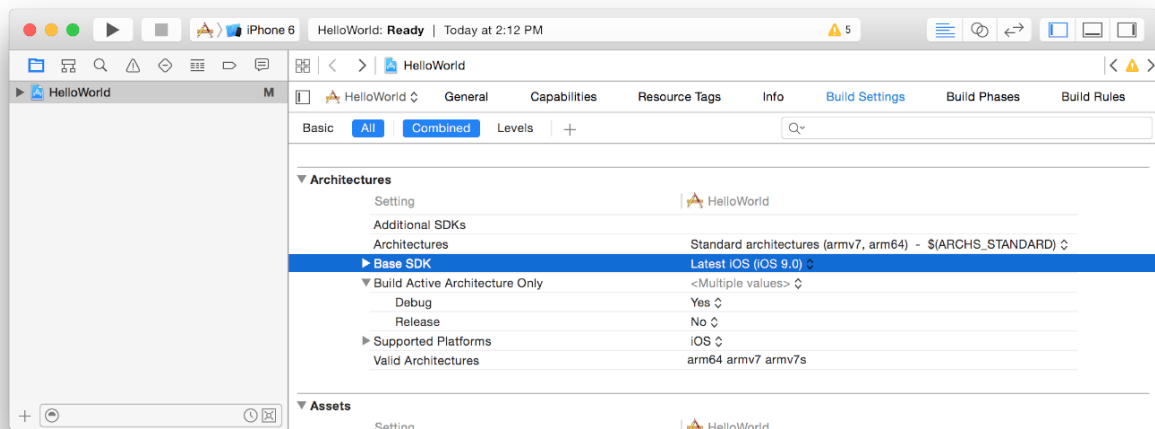 iPhone 6 HelloWorld: Ready | Today at 2:12 PM 5
HelloWorld
HelloWorld M
HelloWorld General Capabilities Resource Tags Info Build Settings Build Phases Build Rules
Basic All Combined Levels
Architectures
Setting HelloWorld
Additional SDKs
Architectures Standard architectures (armv7, arm64) - $(ARCHS_STANDARD)
Base SDK Latest iOS (iOS 9.0)
Build Active Architecture Only <Multiple values>
Debug Yes
Release No
Supported Platforms iOS
Valid Architectures arm64 armv7 armv7s
Assets
Setting HelloWorld